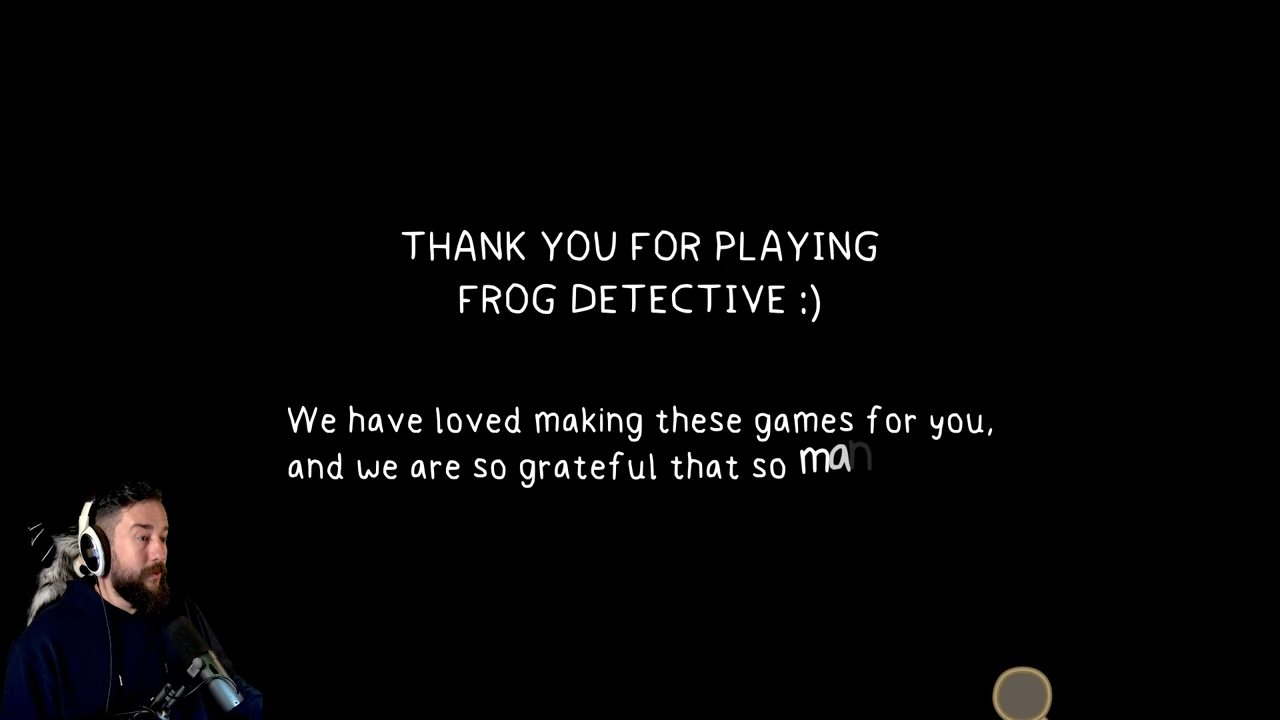 THANK YOU FOR PLAYING
FROG DETECTIVE :)
We have loved making these games for you,
and we are so grateful that so man